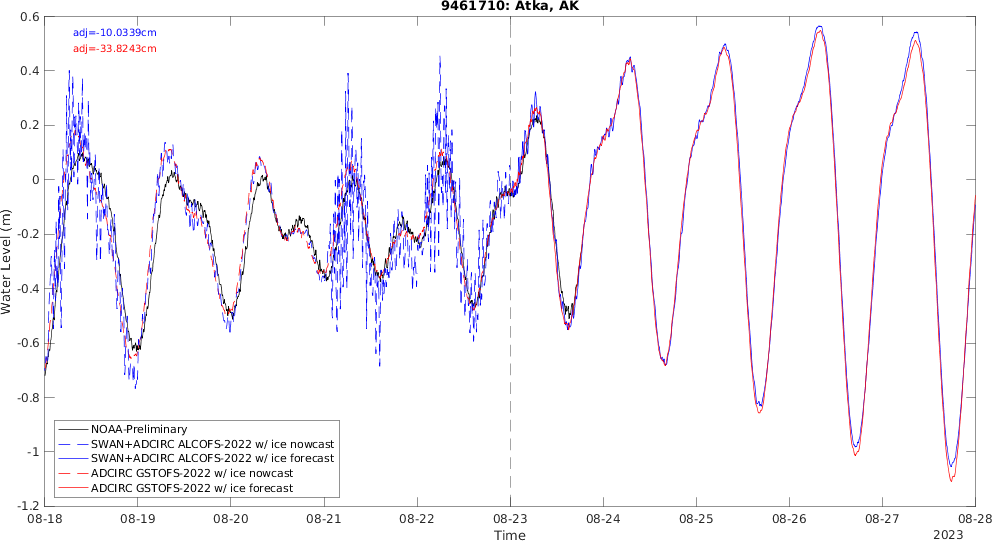 9461710: Atka, AK
adj=-10.0339cm
adj=-33.8243cm
Water Level (m)
0.6
0.4
0.2
0
-0.2
-0.4
-0.6
-0.8
-1
-1.2
NOAA-Preliminary
SWAN+ADCIRC ALCOFS-2022 w/ ice nowcast
SWAN+ADCIRC ALCOFS-2022 w/ ice forecast
ADCIRC GSTOFS-2022 w/ ice nowcast
ADCIRC GSTOFS-2022 w/ ice forecast
08-18 08-19 08-20 08-21 08-22 08-23 08-24 08-25 08-26 08-27 08-28
Time
2023